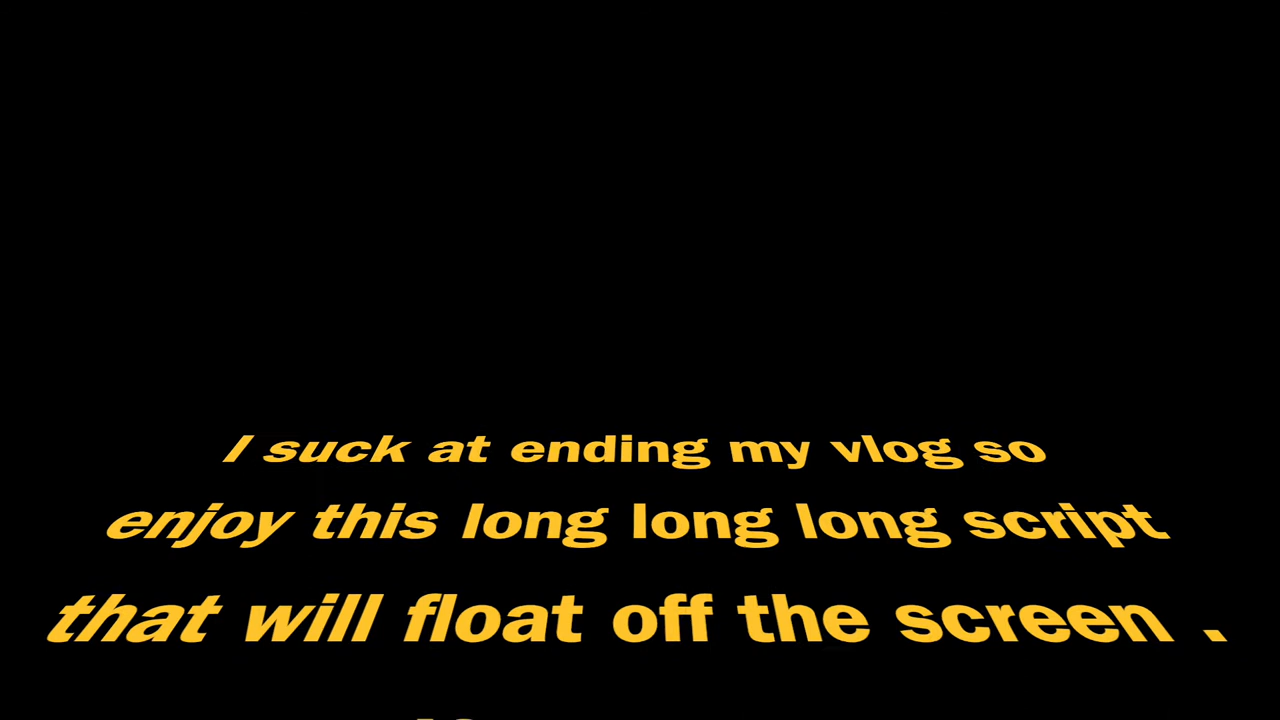 I suck at ending my vlog so
enjoy this long long long script
that will float off the screen .